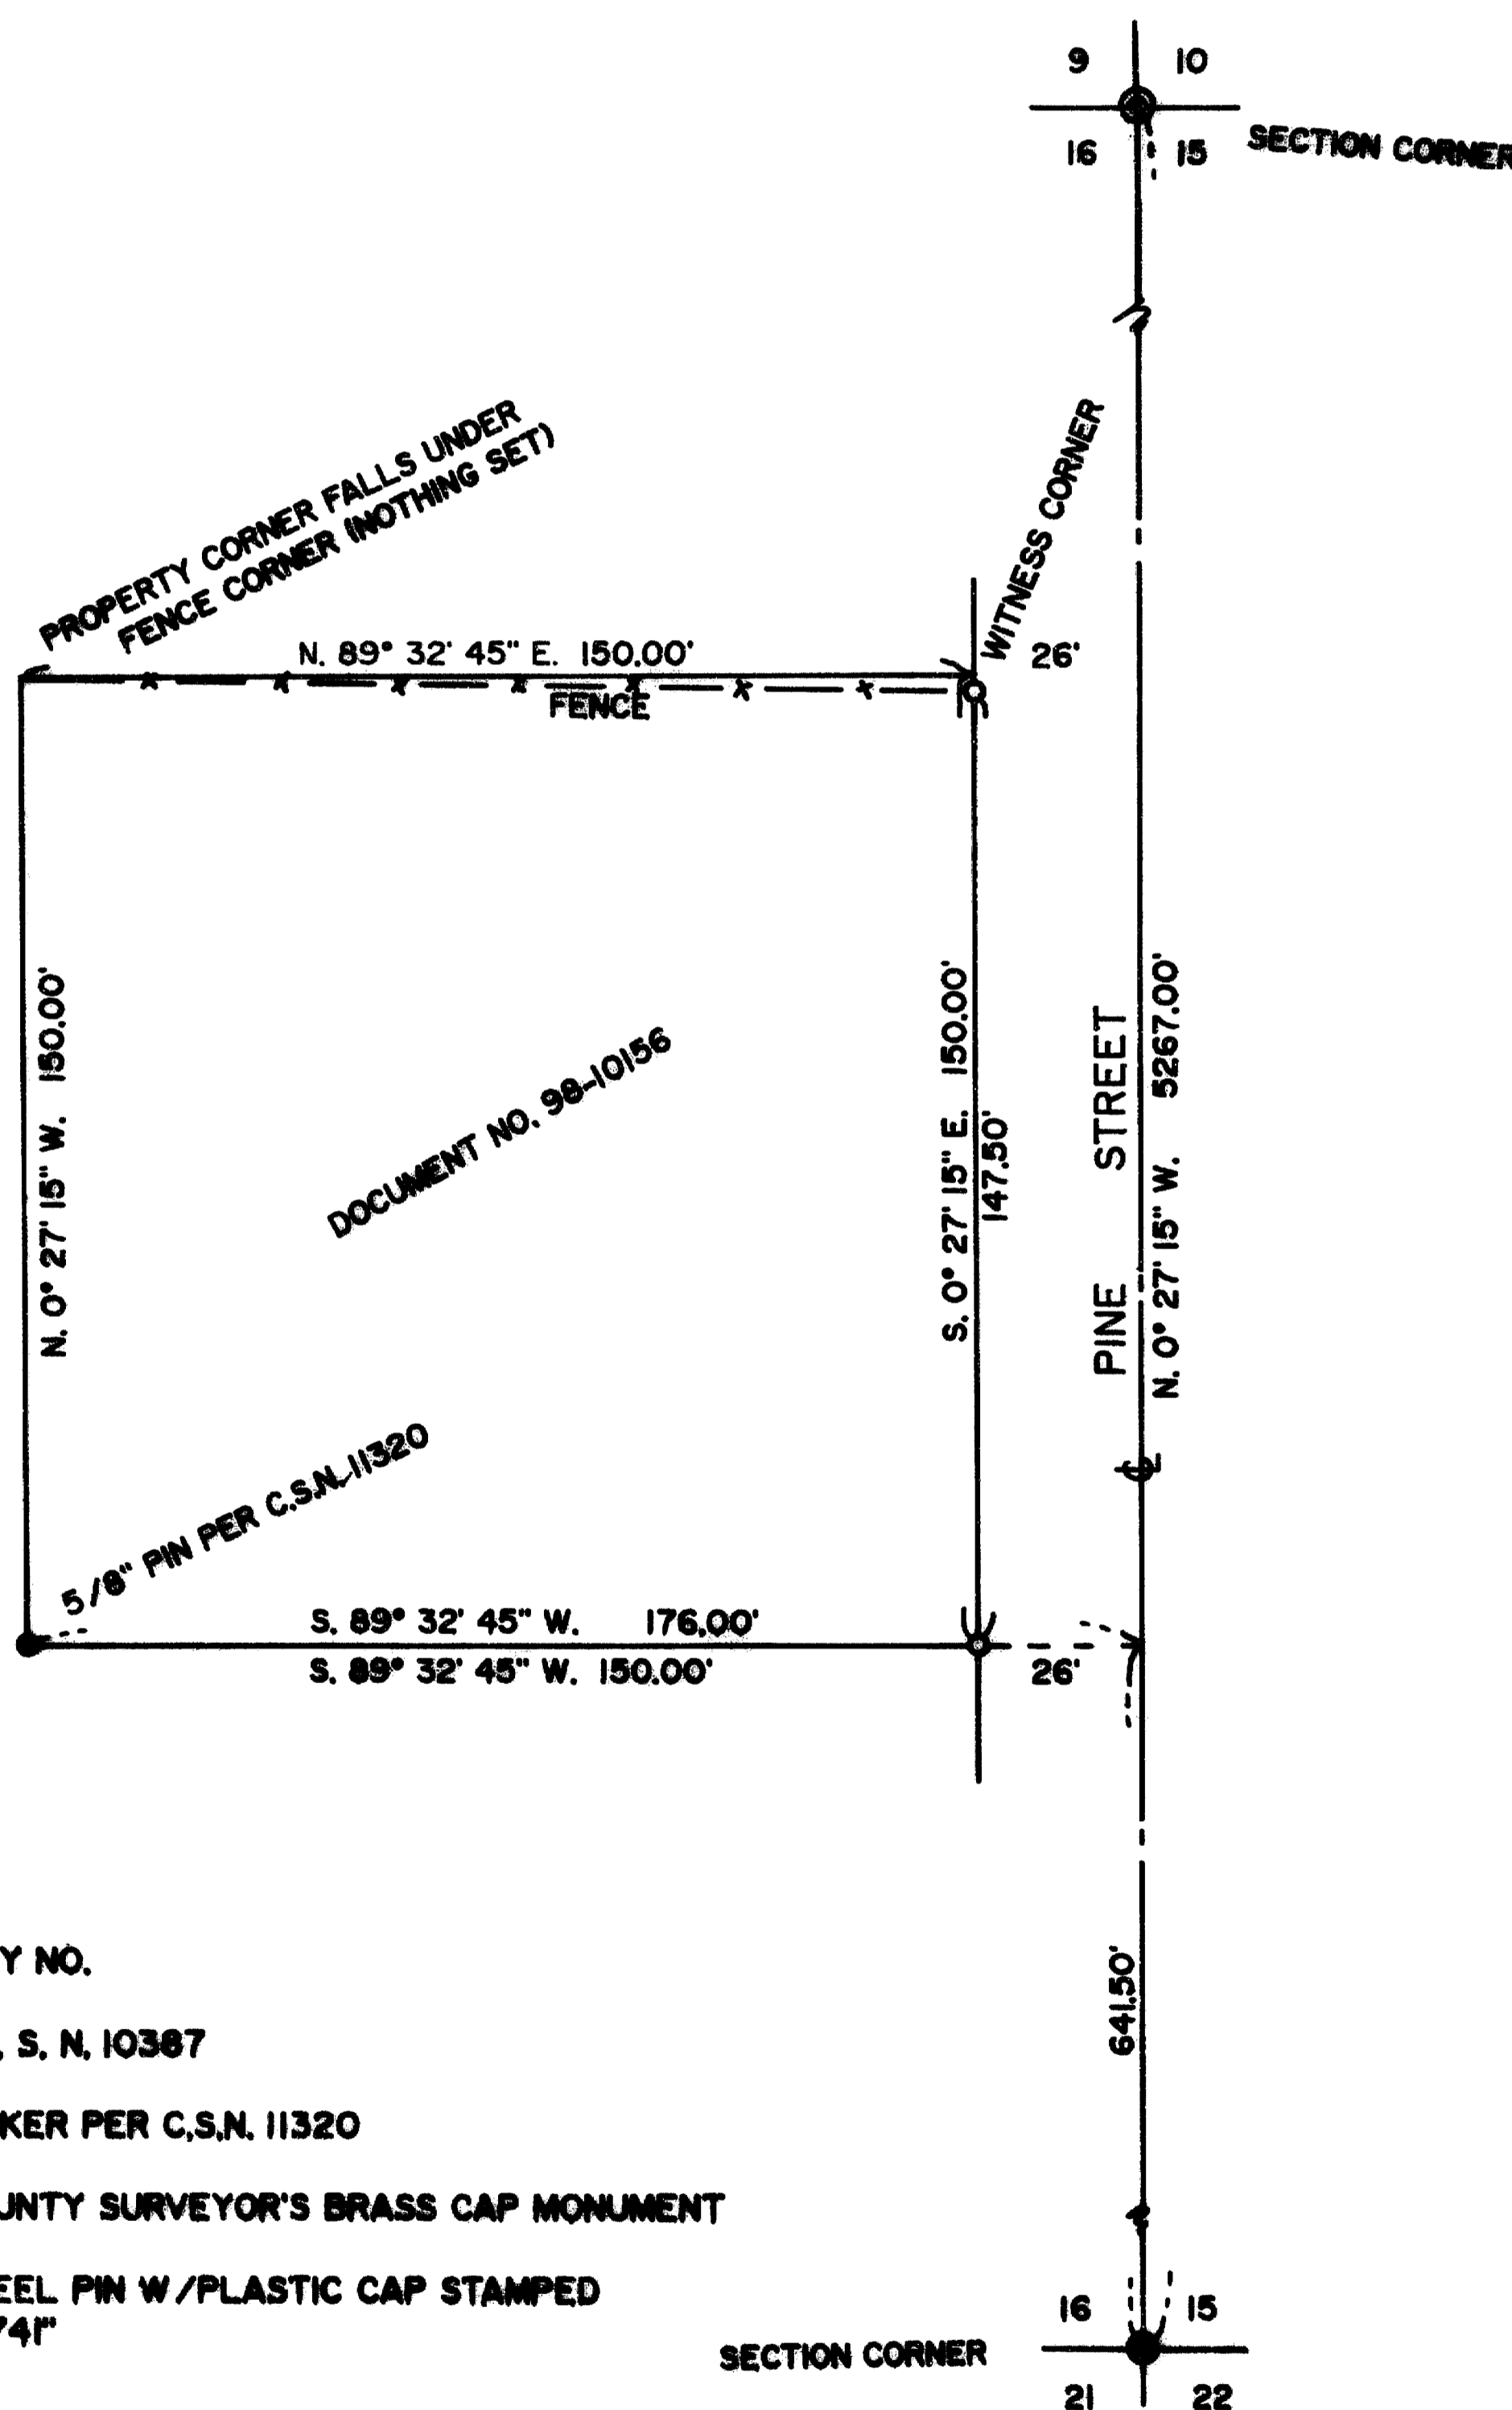 9 10
16 15 SECTION CORNER
PROPERTY CORNER FALLS UNDER
FENCE CORNER (NOTHING SET)
WITNESS CORNER
N. 89° 32' 45" E. 150.00'
26'
FENCE
N. 0° 27' 15" W. 150.00'
S. 0° 27' 15" E. 150.00'
147.50'
PINE STREET
N. 0° 27' 15" W. 5267.00'
DOCUMENT NO. 98-10156
5/8" PIN PER C.S.N. 11320
S. 89° 32' 45" W. 176.00'
S. 89° 32' 45" W. 150.00'
26'
641.50'
Y NO.
. S. N. 10387
KER PER C.S.N. 11320
UNTY SURVEYOR'S BRASS CAP MONUMENT
EEL PIN W/PLASTIC CAP STAMPED
741"
16 15
SECTION CORNER
21 22